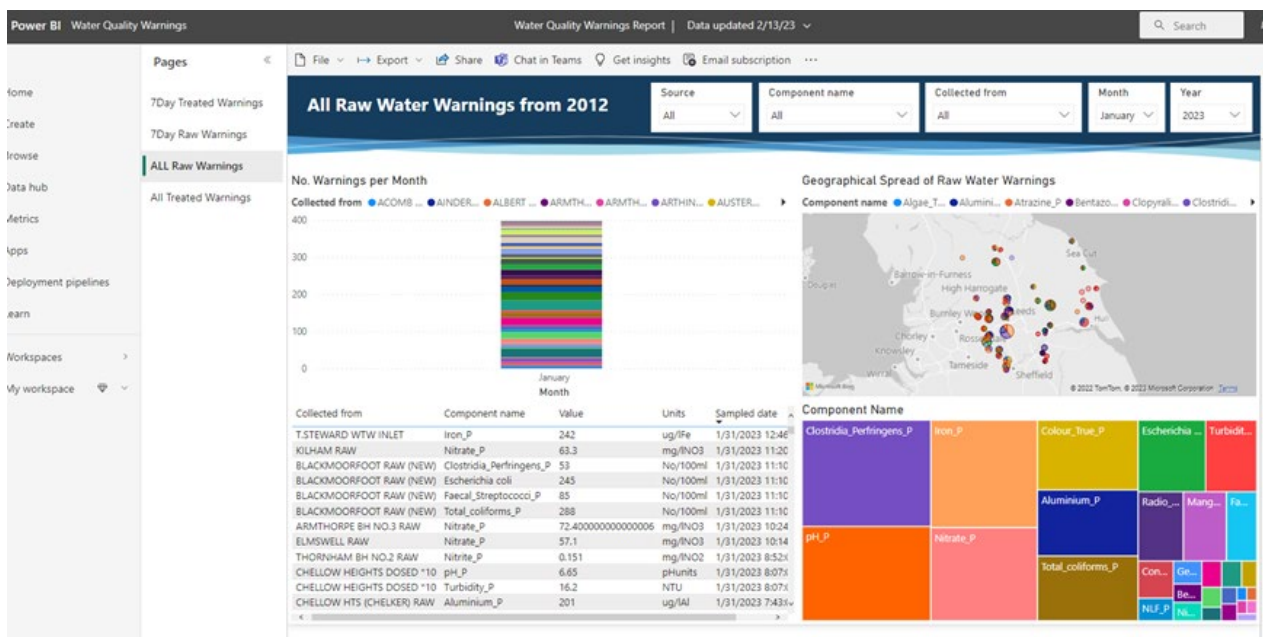 Power BI Water Quality Warnings
Water Quality Warnings Report | Data updated 2/13/23
Search
Home
Create
Browse
Data hub
Metrics
Apps
Deployment pipelines
Learn
Workspaces
My workspace
Pages
7Day Treated Warnings
7Day Raw Warnings
ALL Raw Warnings
All Treated Warnings
File Export Share Chat in Teams Get insights Email subscription ...
All Raw Water Warnings from 2012
Source
All
Component name
All
Collected from
All
Month
January
Year
2023
No. Warnings per Month
Collected from ACOMB ... AINDER... ALBERT ... ARMTH... ARMTH... ARTHIN... AUSTER...
400
300
200
100
0
January
Month
Geographical Spread of Raw Water Warnings
Component name Algae_T... Alumini... Atrazine_P Bentazo... Clopyrali... Clostridi...
Douglas
Barrow-in-Furness
Sea Cut
High Harrogate
Leeds
Chorley
Knowsley
Wirral
Tameside
Sheffield
Microsoft Bing
© 2022 TomTom, © 2023 Microsoft Corporation Terms
Collected from Component name Value Units Sampled date
T.STEWARD WTW INLET Iron_P 242 ug/lFe 1/31/2023 12:46
KILHAM RAW Nitrate_P 63.3 mg/lNO3 1/31/2023 11:20
BLACKMOORFOOT RAW (NEW) Clostridia_Perfringens_P 53 No/100ml 1/31/2023 11:10
BLACKMOORFOOT RAW (NEW) Escherichia coli 245 No/100ml 1/31/2023 11:10
BLACKMOORFOOT RAW (NEW) Faecal_Streptococci_P 85 No/100ml 1/31/2023 11:10
BLACKMOORFOOT RAW (NEW) Total_coliforms_P 288 No/100ml 1/31/2023 11:10
ARMTHORPE BH NO.3 RAW Nitrate_P 72.400000000000006 mg/lNO3 1/31/2023 10:24
ELMSWELL RAW Nitrate_P 57.1 mg/lNO3 1/31/2023 10:14
THORNHAM BH NO.2 RAW Nitrite_P 0.151 mg/lNO2 1/31/2023 8:52:
CHELLOW HEIGHTS DOSED *10 pH_P 6.65 pHunits 1/31/2023 8:07:
CHELLOW HEIGHTS DOSED *10 Turbidity_P 16.2 NTU 1/31/2023 8:07:
CHELLOW HTS (CHELKER) RAW Aluminium_P 201 ug/lAl 1/31/2023 7:43:
Component Name
Clostridia_Perfringens_P
Iron_P
Colour_True_P
Escherichia ...
Turbidit...
pH_P
Nitrate_P
Aluminium_P
Radio_...
Mang...
Fa...
Total_coliforms_P
Con...
Ge...
Be...
NLF_P
Ni...